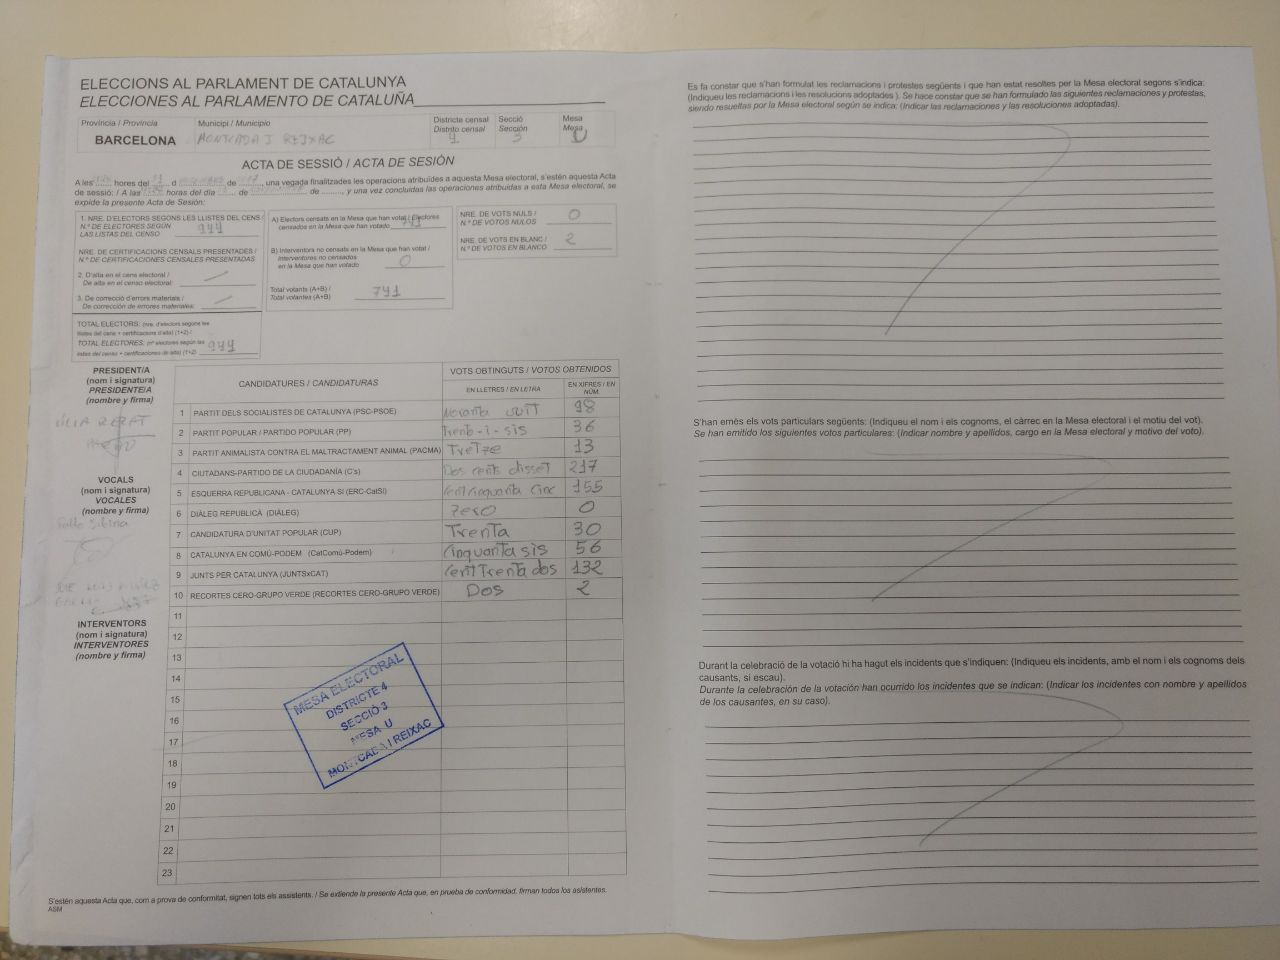 ELECCIONS AL PARLAMENT DE CATALUNYA
ELECCIONES AL PARLAMENTO DE CATALUÑA
Província / Provincia
BARCELONA
Municipi / Municipio
MONTCADA I REIXAC
Districte censal
Distrito censal
4
Secció
Sección
3
Mesa
Mesa
U
ACTA DE SESSIÓ / ACTA DE SESIÓN
A les hores del d de , una vegada finalitzades les operacions atribuïdes a aquesta Mesa electoral, s'estén aquesta Acta
de sessió: / A las horas del día de de ........, y una vez concluidas las operaciones atribuidas a esta Mesa electoral, se
expide la presente Acta de Sesión:
1. NRE. D'ELECTORS SEGONS LES LLISTES DEL CENS /
N.º DE ELECTORES SEGÚN
LAS LISTAS DEL CENSO 944
NRE. DE CERTIFICACIONS CENSALS PRESENTADES /
N.º DE CERTIFICACIONES CENSALES PRESENTADAS
2. D'alta en el cens electoral /
De alta en el censo electoral:
3. De correcció d'errors materials /
De corrección de errores materiales:
TOTAL ELECTORS: (nre. d'electors segons les
llistes del cens + certificacions d'alta) (1+2) /
TOTAL ELECTORES: (nº electores según las
listas del censo + certificaciones de alta) (1+2) 944
A) Electors censats en la Mesa que han votat / Electores
censados en la Mesa que han votado
B) Interventors no censats en la Mesa que han votat /
Interventores no censados
en la Mesa que han votado 0
Total votants (A+B) /
Total votantes (A+B) 741
NRE. DE VOTS NULS /
N.º DE VOTOS NULOS 0
NRE. DE VOTS EN BLANC /
N.º DE VOTOS EN BLANCO 2
PRESIDENT/A
(nom i signatura)
PRESIDENTE/A
(nombre y firma)
VOCALS
(nom i signatura)
VOCALES
(nombre y firma)
INTERVENTORS
(nom i signatura)
INTERVENTORES
(nombre y firma)
CANDIDATURES / CANDIDATURAS
VOTS OBTINGUTS / VOTOS OBTENIDOS
EN LLETRES / EN LETRA
EN XIFRES / EN NÚM.
1 PARTIT DELS SOCIALISTES DE CATALUNYA (PSC-PSOE) Noranta vuit 98
2 PARTIT POPULAR / PARTIDO POPULAR (PP) Trenta-i-sis 36
3 PARTIT ANIMALISTA CONTRA EL MALTRACTAMENT ANIMAL (PACMA) Tretze 13
4 CIUTADANS-PARTIDO DE LA CIUDADANÍA (C's) Dos cents disset 217
5 ESQUERRA REPUBLICANA - CATALUNYA SÍ (ERC-CatSí) Cent cinquanta cinc 155
6 DIÀLEG REPUBLICÀ (DIÀLEG) Zero 0
7 CANDIDATURA D'UNITAT POPULAR (CUP) Trenta 30
8 CATALUNYA EN COMÚ-PODEM (CatComú-Podem) Cinquanta sis 56
9 JUNTS PER CATALUNYA (JUNTSxCAT) Cent Trenta dos 132
10 RECORTES CERO-GRUPO VERDE (RECORTES CERO-GRUPO VERDE) Dos 2
11
12
13
14
15
16
17
18
19
20
21
22
23
MESA ELECTORAL
DISTRICTE 4
SECCIÓ 3
MESA U
MONTCADA I REIXAC
S'estén aquesta Acta que, com a prova de conformitat, signen tots els assistents. / Se extiende la presente Acta que, en prueba de conformidad, firman todos los asistentes.
ASM
Es fa constar que s'han formulat les reclamacions i protestes següents i que han estat resoltes per la Mesa electoral segons s'indica:
(Indiqueu les reclamacions i les resolucions adoptades ). Se hace constar que se han formulado las siguientes reclamaciones y protestas,
siendo resueltas por la Mesa electoral según se indica: (Indicar las reclamaciones y las resoluciones adoptadas).
S'han emès els vots particulars següents: (Indiqueu el nom i els cognoms, el càrrec en la Mesa electoral i el motiu del vot).
Se han emitido los siguientes votos particulares: (Indicar nombre y apellidos, cargo en la Mesa electoral y motivo del voto).
Durant la celebració de la votació hi ha hagut els incidents que s'indiquen: (Indiqueu els incidents, amb el nom i els cognoms dels
causants, si escau).
Durante la celebración de la votación han ocurrido los incidentes que se indican: (Indicar los incidentes con nombre y apellidos
de los causantes, en su caso).